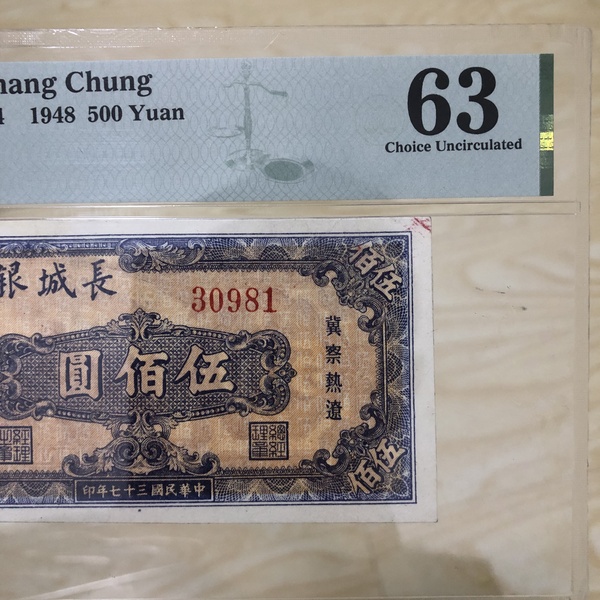 hang Chung
1948 500 Yuan
63
Choice Uncirculated
長城銀
30981
伍佰圓
冀察熱遼
伍佰
伍佰
中華民國三十七年印